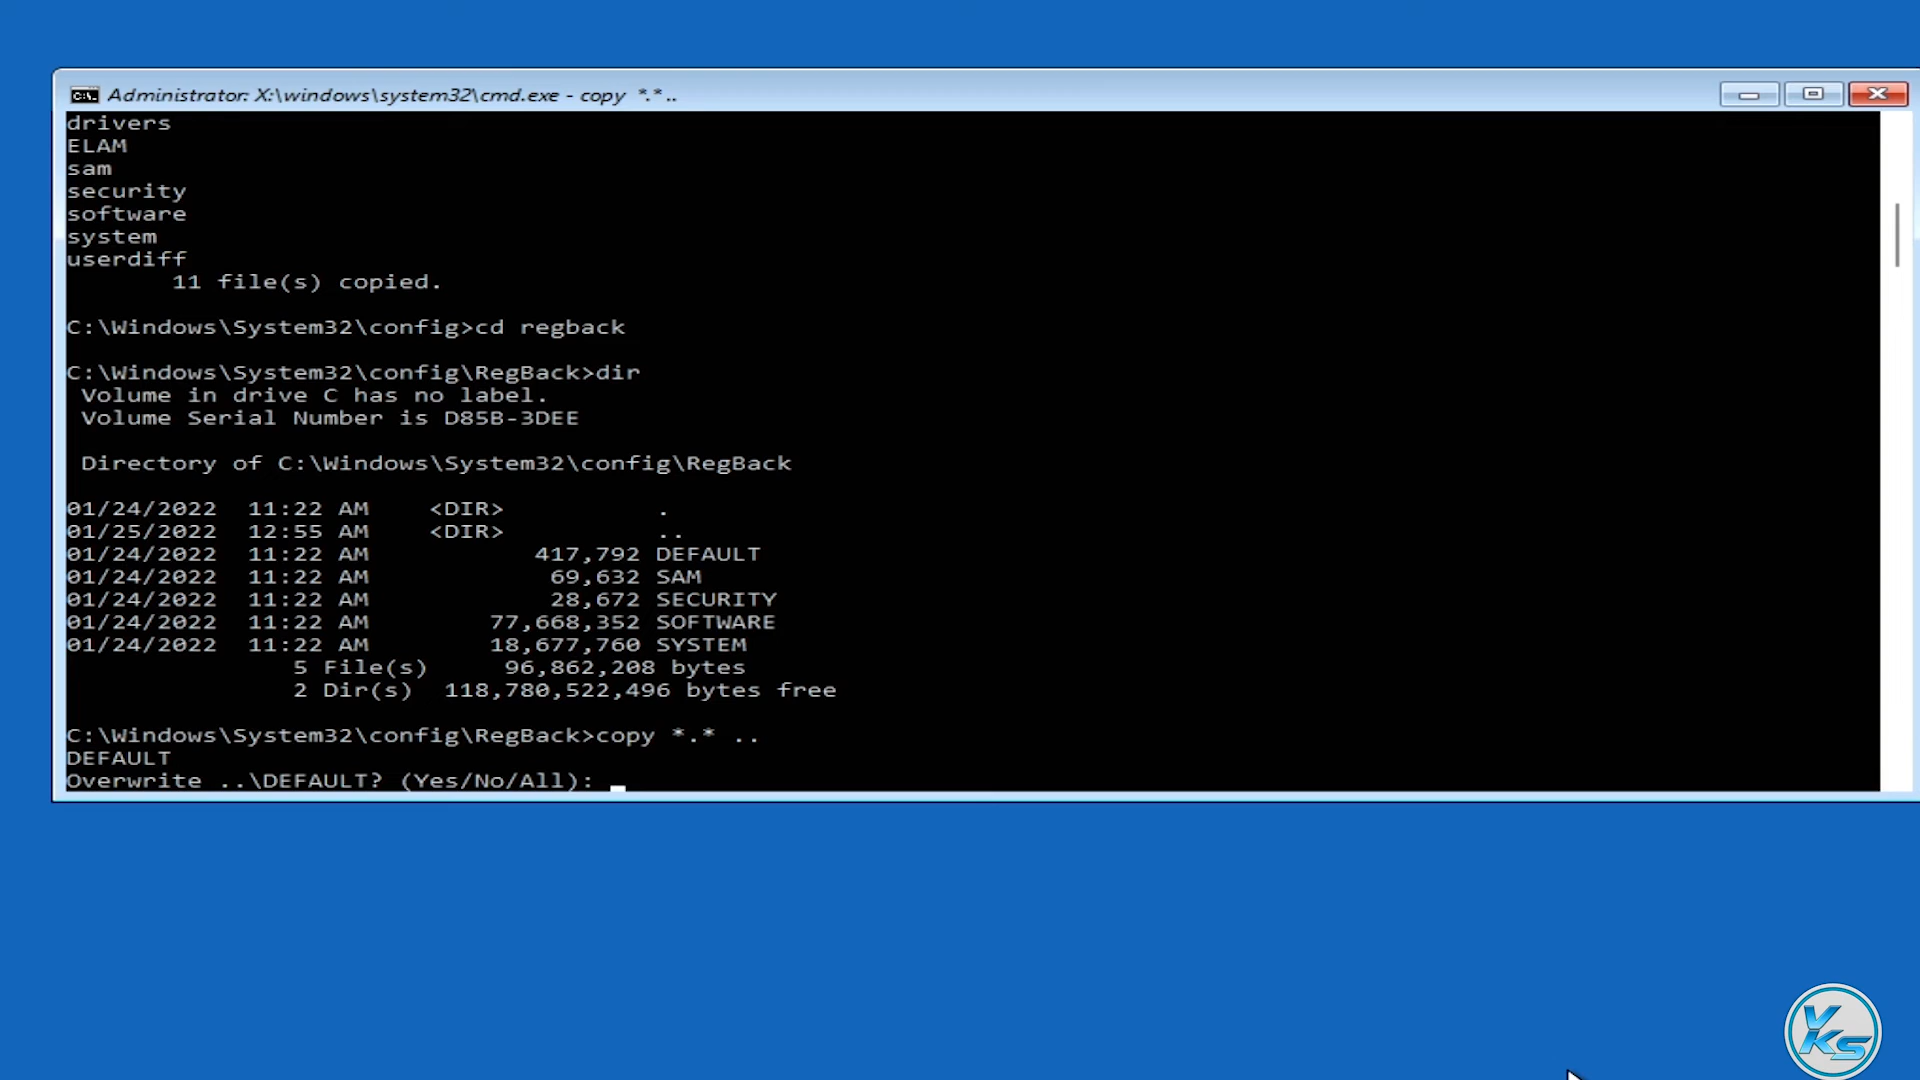 Administrator: X:\windows\system32\cmd.exe - copy *.* ..
drivers
ELAM
sam
security
software
system
userdiff
11 file(s) copied.
C:\Windows\System32\config>cd regback
C:\Windows\System32\config\RegBack>dir
Volume in drive C has no label.
Volume Serial Number is D85B-3DEE
Directory of C:\Windows\System32\config\RegBack
01/24/2022 11:22 AM <DIR> .
01/25/2022 12:55 AM <DIR> ..
01/24/2022 11:22 AM 417,792 DEFAULT
01/24/2022 11:22 AM 69,632 SAM
01/24/2022 11:22 AM 28,672 SECURITY
01/24/2022 11:22 AM 77,668,352 SOFTWARE
01/24/2022 11:22 AM 18,677,760 SYSTEM
5 File(s) 96,862,208 bytes
2 Dir(s) 118,780,522,496 bytes free
C:\Windows\System32\config\RegBack>copy *.* ..
DEFAULT
Overwrite ..\DEFAULT? (Yes/No/All): _
VKS